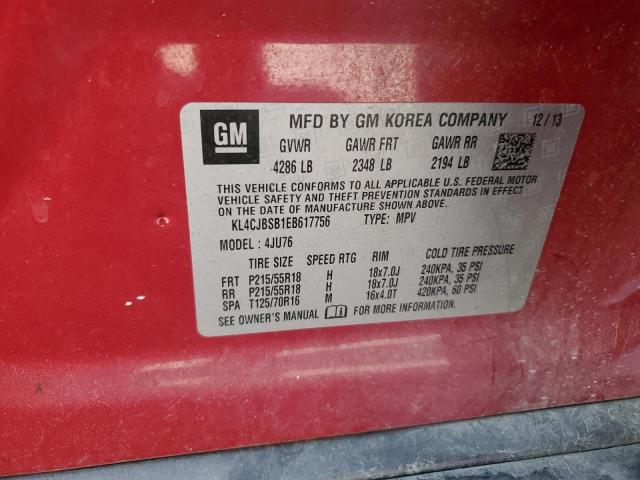 GM
MFD BY GM KOREA COMPANY 12/13
GVWR GAWR FRT GAWR RR
4286 LB 2348 LB 2194 LB
THIS VEHICLE CONFORMS TO ALL APPLICABLE U.S. FEDERAL MOTOR
VEHICLE SAFETY, BUMPER, AND THEFT PREVENTION STANDARDS IN EFFECT
ON THE DATE OF MANUFACTURE SHOWN ABOVE.
KL4CJBSB1EB617756 TYPE: MPV
MODEL: 4JU76
TIRE SIZE SPEED RTG RIM COLD TIRE PRESSURE
FRT P215/55R18 H 18x7.0J 240KPA, 35 PSI
RR P215/55R18 H 18x7.0J 240KPA, 35 PSI
SPA T125/70R16 M 16x4.0T 420KPA, 60 PSI
SEE OWNER'S MANUAL FOR MORE INFORMATION.